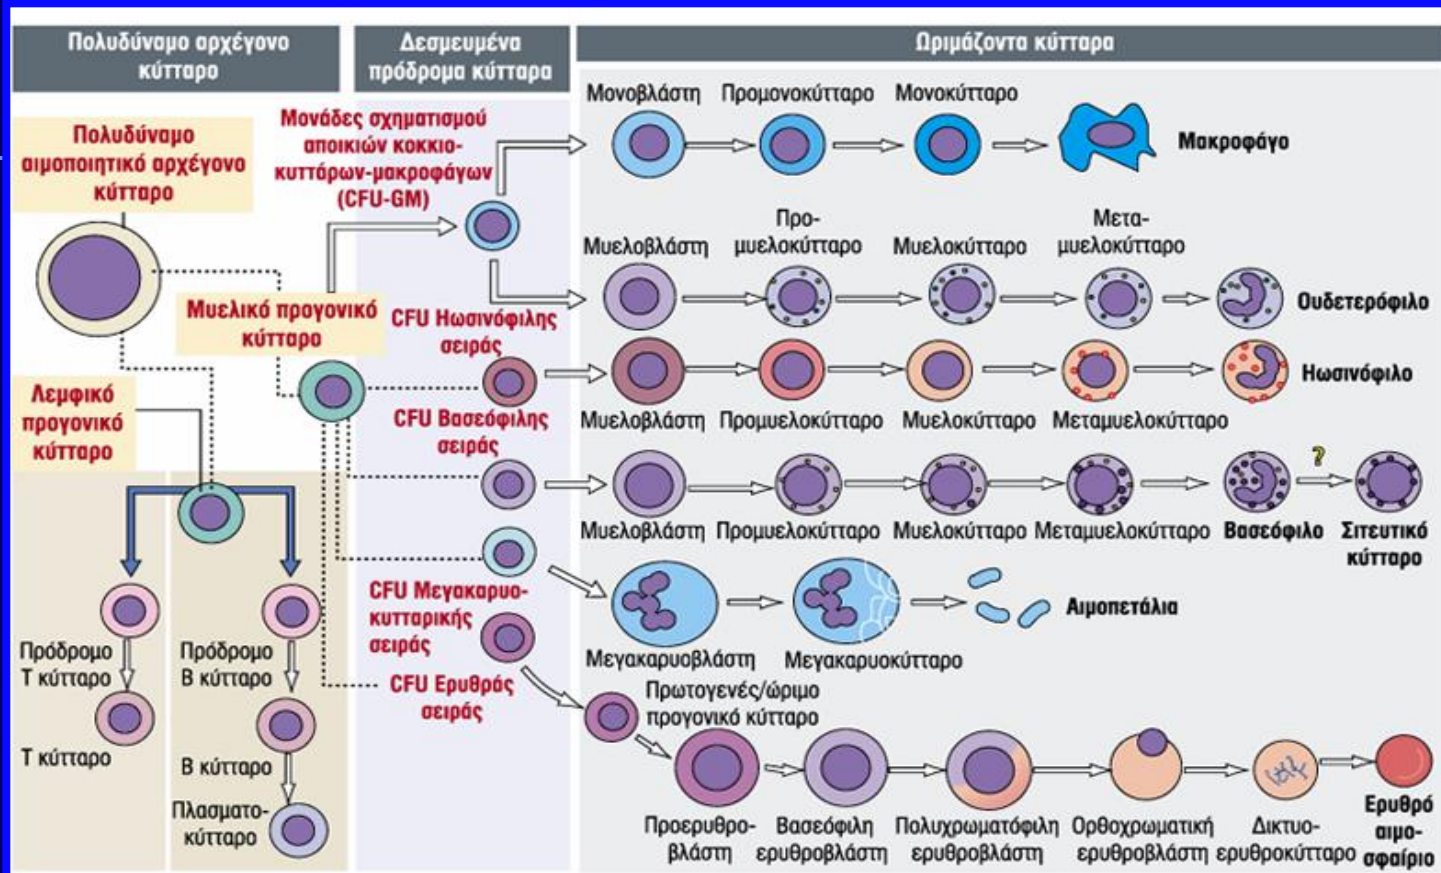 Πολυδύναμο αρχέγονο
κύτταρο
Δεσμευμένα
πρόδρομα κύτταρα
Ωριμάζοντα κύτταρα
Πολυδύναμο
αιμοποιητικό αρχέγονο
κύτταρο
Μυελικό προγονικό
κύτταρο
Λεμφικό
προγονικό
κύτταρο
Πρόδρομο
Τ κύτταρο
Τ κύτταρο
Πρόδρομο
Β κύτταρο
Β κύτταρο
Πλασματο-
κύτταρο
Μονάδες σχηματισμού
αποικιών κοκκιο-
κυττάρων-μακροφάγων
(CFU-GM)
CFU Ηωσινόφιλης
σειράς
CFU Βασεόφιλης
σειράς
CFU Μεγακαρυο-
κυτταρικής
σειράς
CFU Ερυθράς
σειράς
Μονοβλάστη
Προμονοκύτταρο
Μονοκύτταρο
Μακροφάγο
Μυελοβλάστη
Προ-
μυελοκύτταρο
Μυελοκύτταρο
Μετα-
μυελοκύτταρο
Ουδετερόφιλο
Ηωσινόφιλο
Μυελοβλάστη
Προμυελοκύτταρο
Μυελοκύτταρο
Μεταμυελοκύτταρο
?
Μυελοβλάστη
Προμυελοκύτταρο
Μυελοκύτταρο
Μεταμυελοκύτταρο
Βασεόφιλο
Σιτευτικό
κύτταρο
Αιμοπετάλια
Μεγακαρυοβλάστη
Μεγακαρυοκύτταρο
Πρωτογενές/ώριμο
προγονικό κύτταρο
Προερυθρο-
βλάστη
Βασεόφιλη
ερυθροβλάστη
Πολυχρωματόφιλη
ερυθροβλάστη
Ορθοχρωματική
ερυθροβλάστη
Δικτυο-
ερυθροκύτταρο
Ερυθρό
αιμο-
σφαίριο